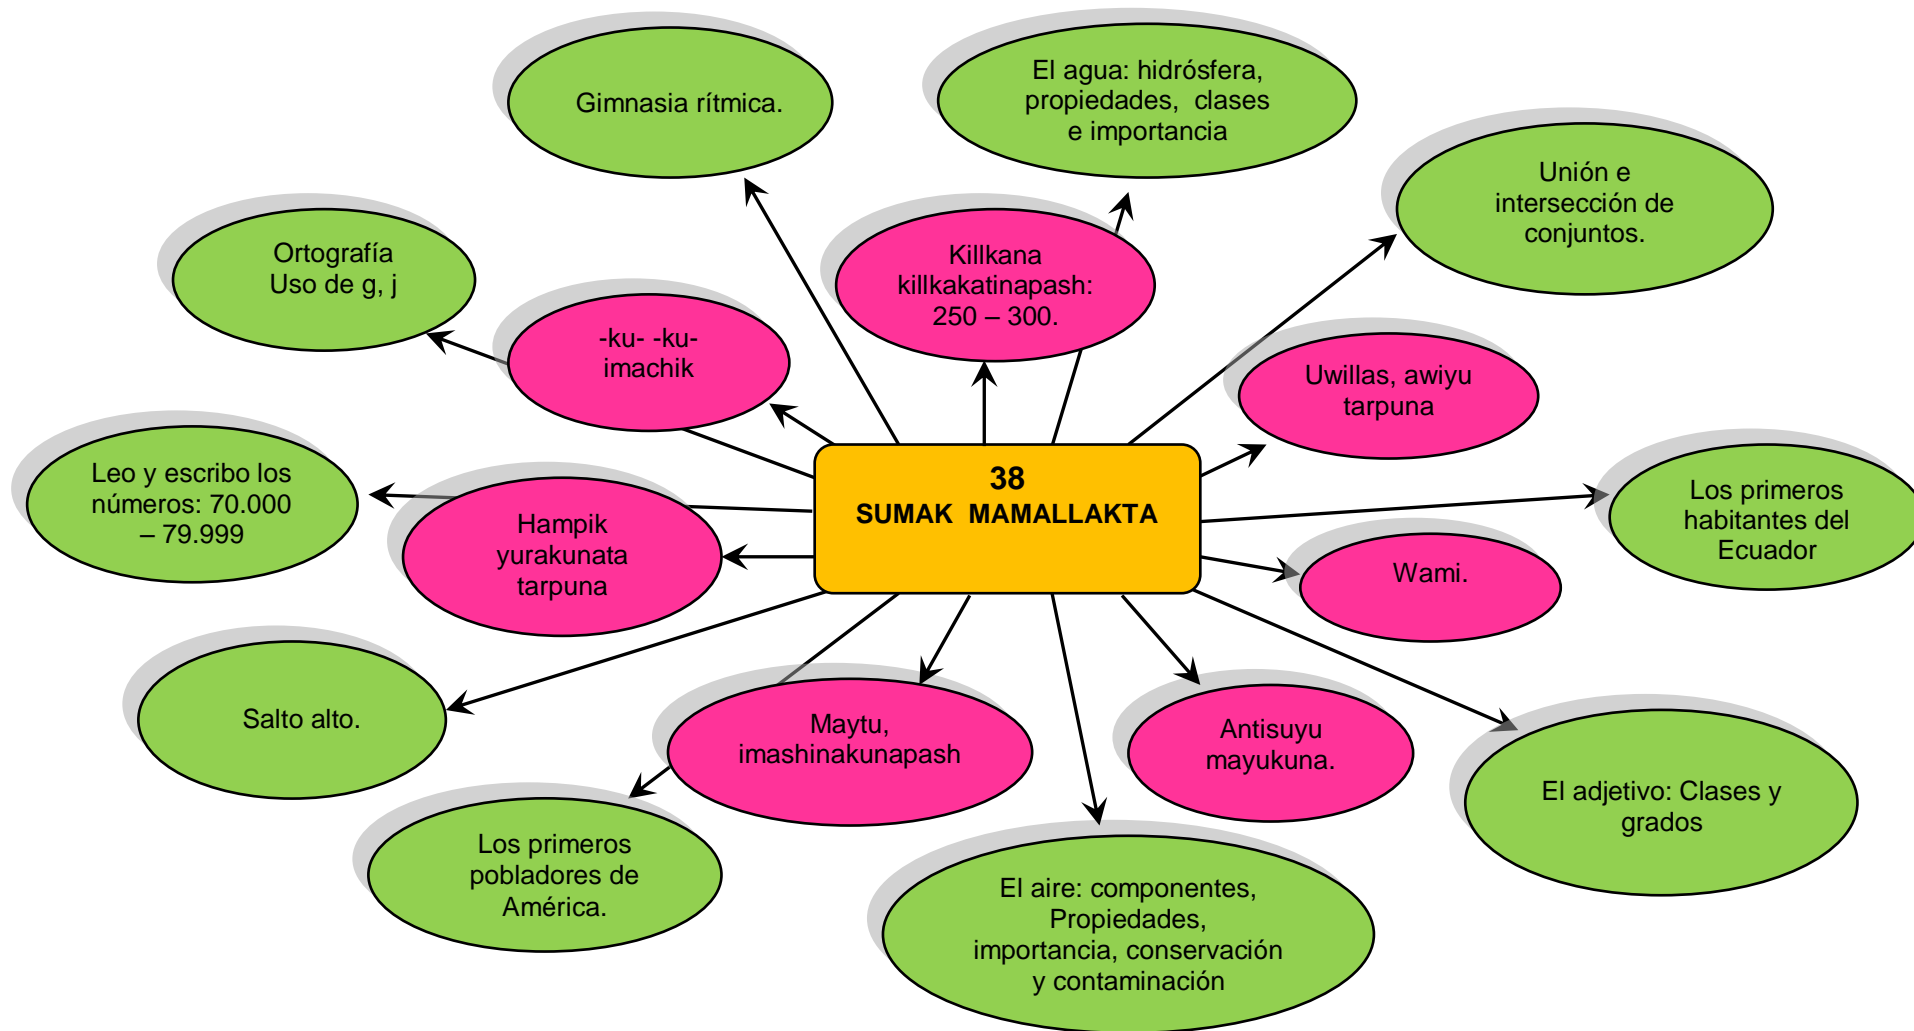 Gimnasia rítmica.
El agua: hidrósfera,
propiedades, clases
e importancia
Unión e
intersección de
conjuntos.
Ortografía
Uso de g, j
Killkana
killkakatinapash:
250 – 300.
-ku- -ku-
imachik
Uwillas, awiyu
tarpuna
Leo y escribo los
números: 70.000
– 79.999
Hampik
yurakunata
tarpuna
38
SUMAK MAMALLAKTA
Los primeros
habitantes del
Ecuador
Wami.
Salto alto.
Maytu,
imashinakunapash
Antisuyu
mayukuna.
El adjetivo: Clases y
grados
Los primeros
pobladores de
América.
El aire: componentes,
Propiedades,
importancia, conservación
y contaminación